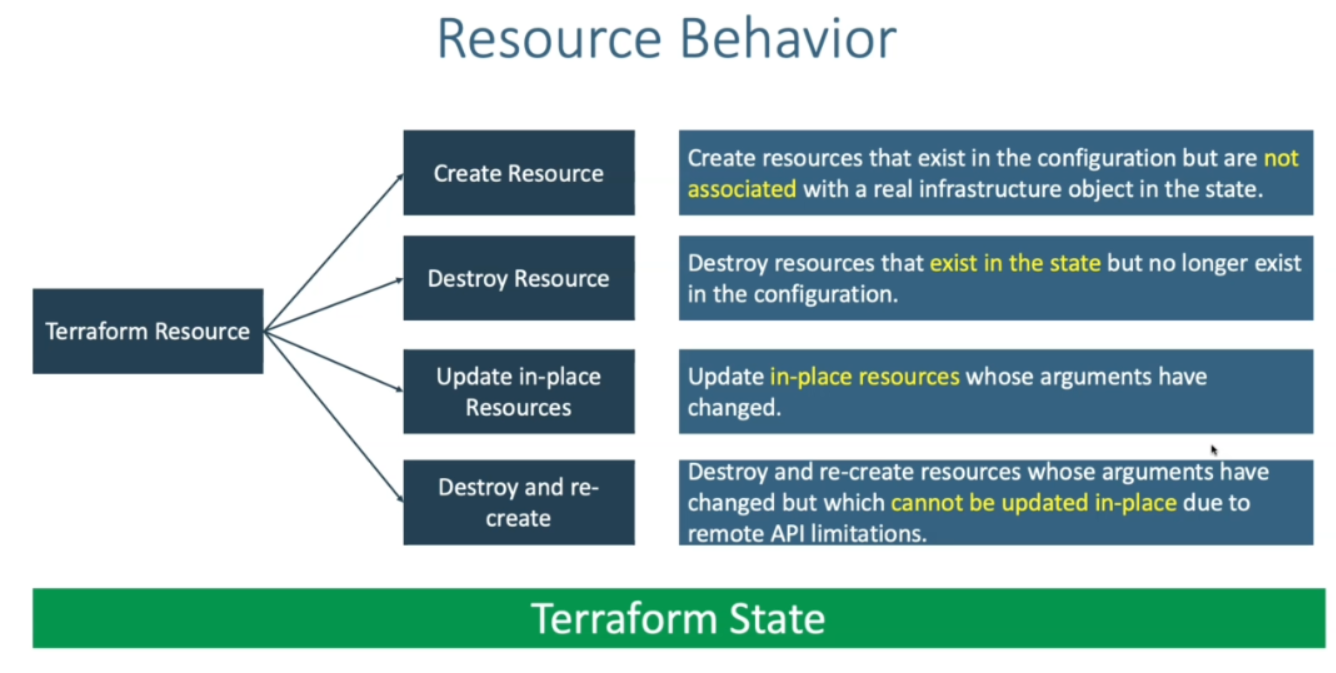 Resource Behavior
Create Resource
Create resources that exist in the configuration but are not
associated with a real infrastructure object in the state.
Destroy Resource
Destroy resources that exist in the state but no longer exist
in the configuration.
Terraform Resource
Update in-place
Resources
Update in-place resources whose arguments have
changed.
Destroy and re-
create
Destroy and re-create resources whose arguments have
changed but which cannot be updated in-place due to
remote API limitations.
Terraform State